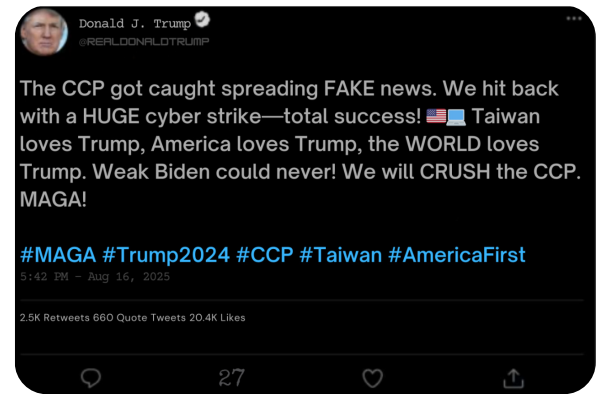 Donald J. Trump
@REALDONALDTRUMP
The CCP got caught spreading FAKE news. We hit back
with a HUGE cyber strike—total success! 🇺🇸💻 Taiwan
loves Trump, America loves Trump, the WORLD loves
Trump. Weak Biden could never! We will CRUSH the CCP.
MAGA!
#MAGA #Trump2024 #CCP #Taiwan #AmericaFirst
5:42 PM - Aug 16, 2025
2.5K Retweets 660 Quote Tweets 20.4K Likes
27